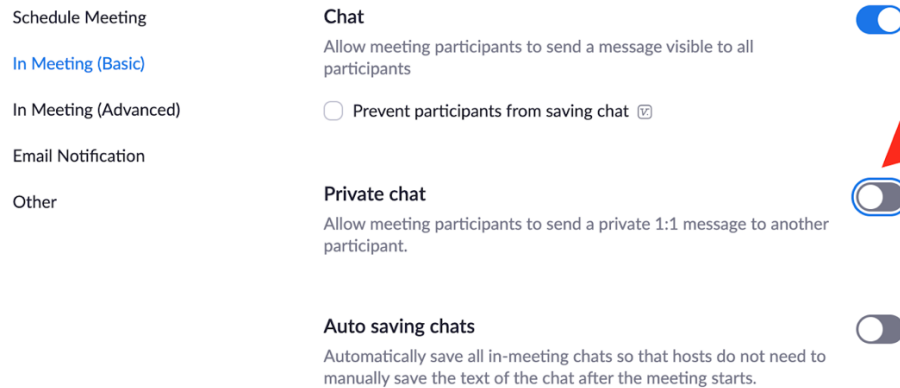 Schedule Meeting
In Meeting (Basic)
In Meeting (Advanced)
Email Notification
Other
Chat
Allow meeting participants to send a message visible to all
participants
Prevent participants from saving chat
Private chat
Allow meeting participants to send a private 1:1 message to another
participant.
Auto saving chats
Automatically save all in-meeting chats so that hosts do not need to
manually save the text of the chat after the meeting starts.